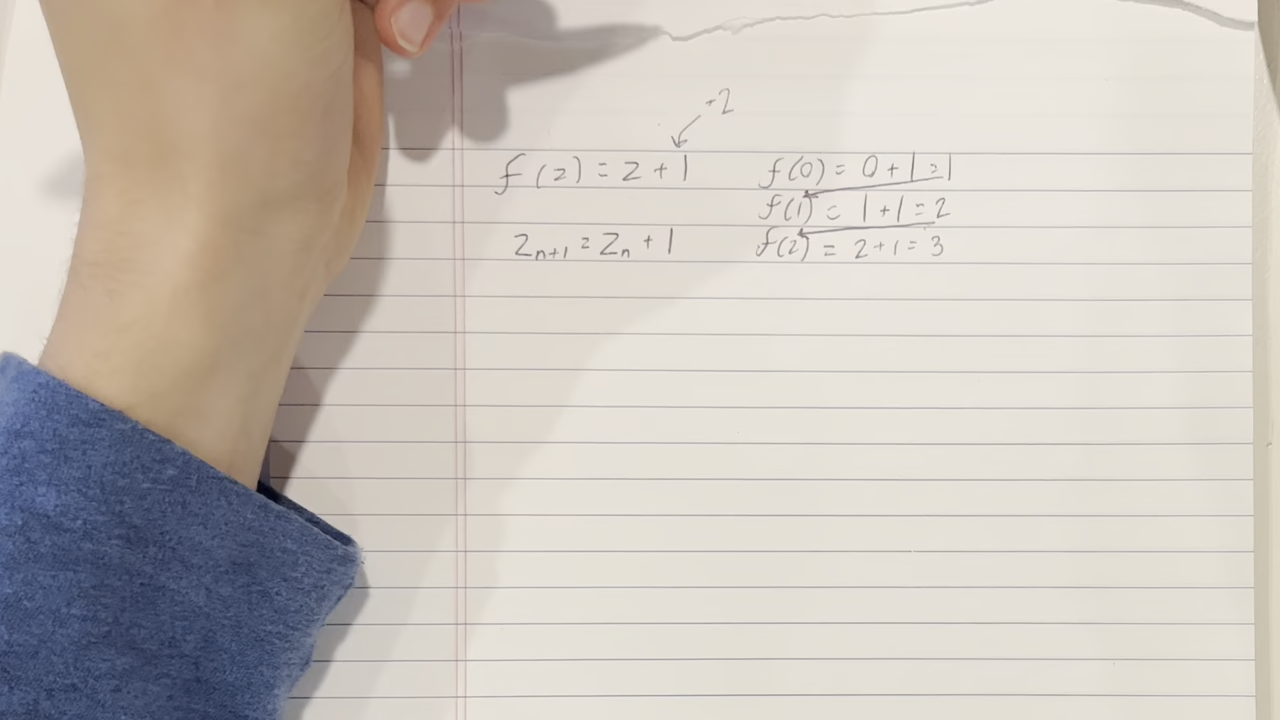 +2
f(z) = z + 1
z_{n+1} = z_n + 1
f(0) = 0 + 1 = 1
f(1) = 1 + 1 = 2
f(2) = 2 + 1 = 3